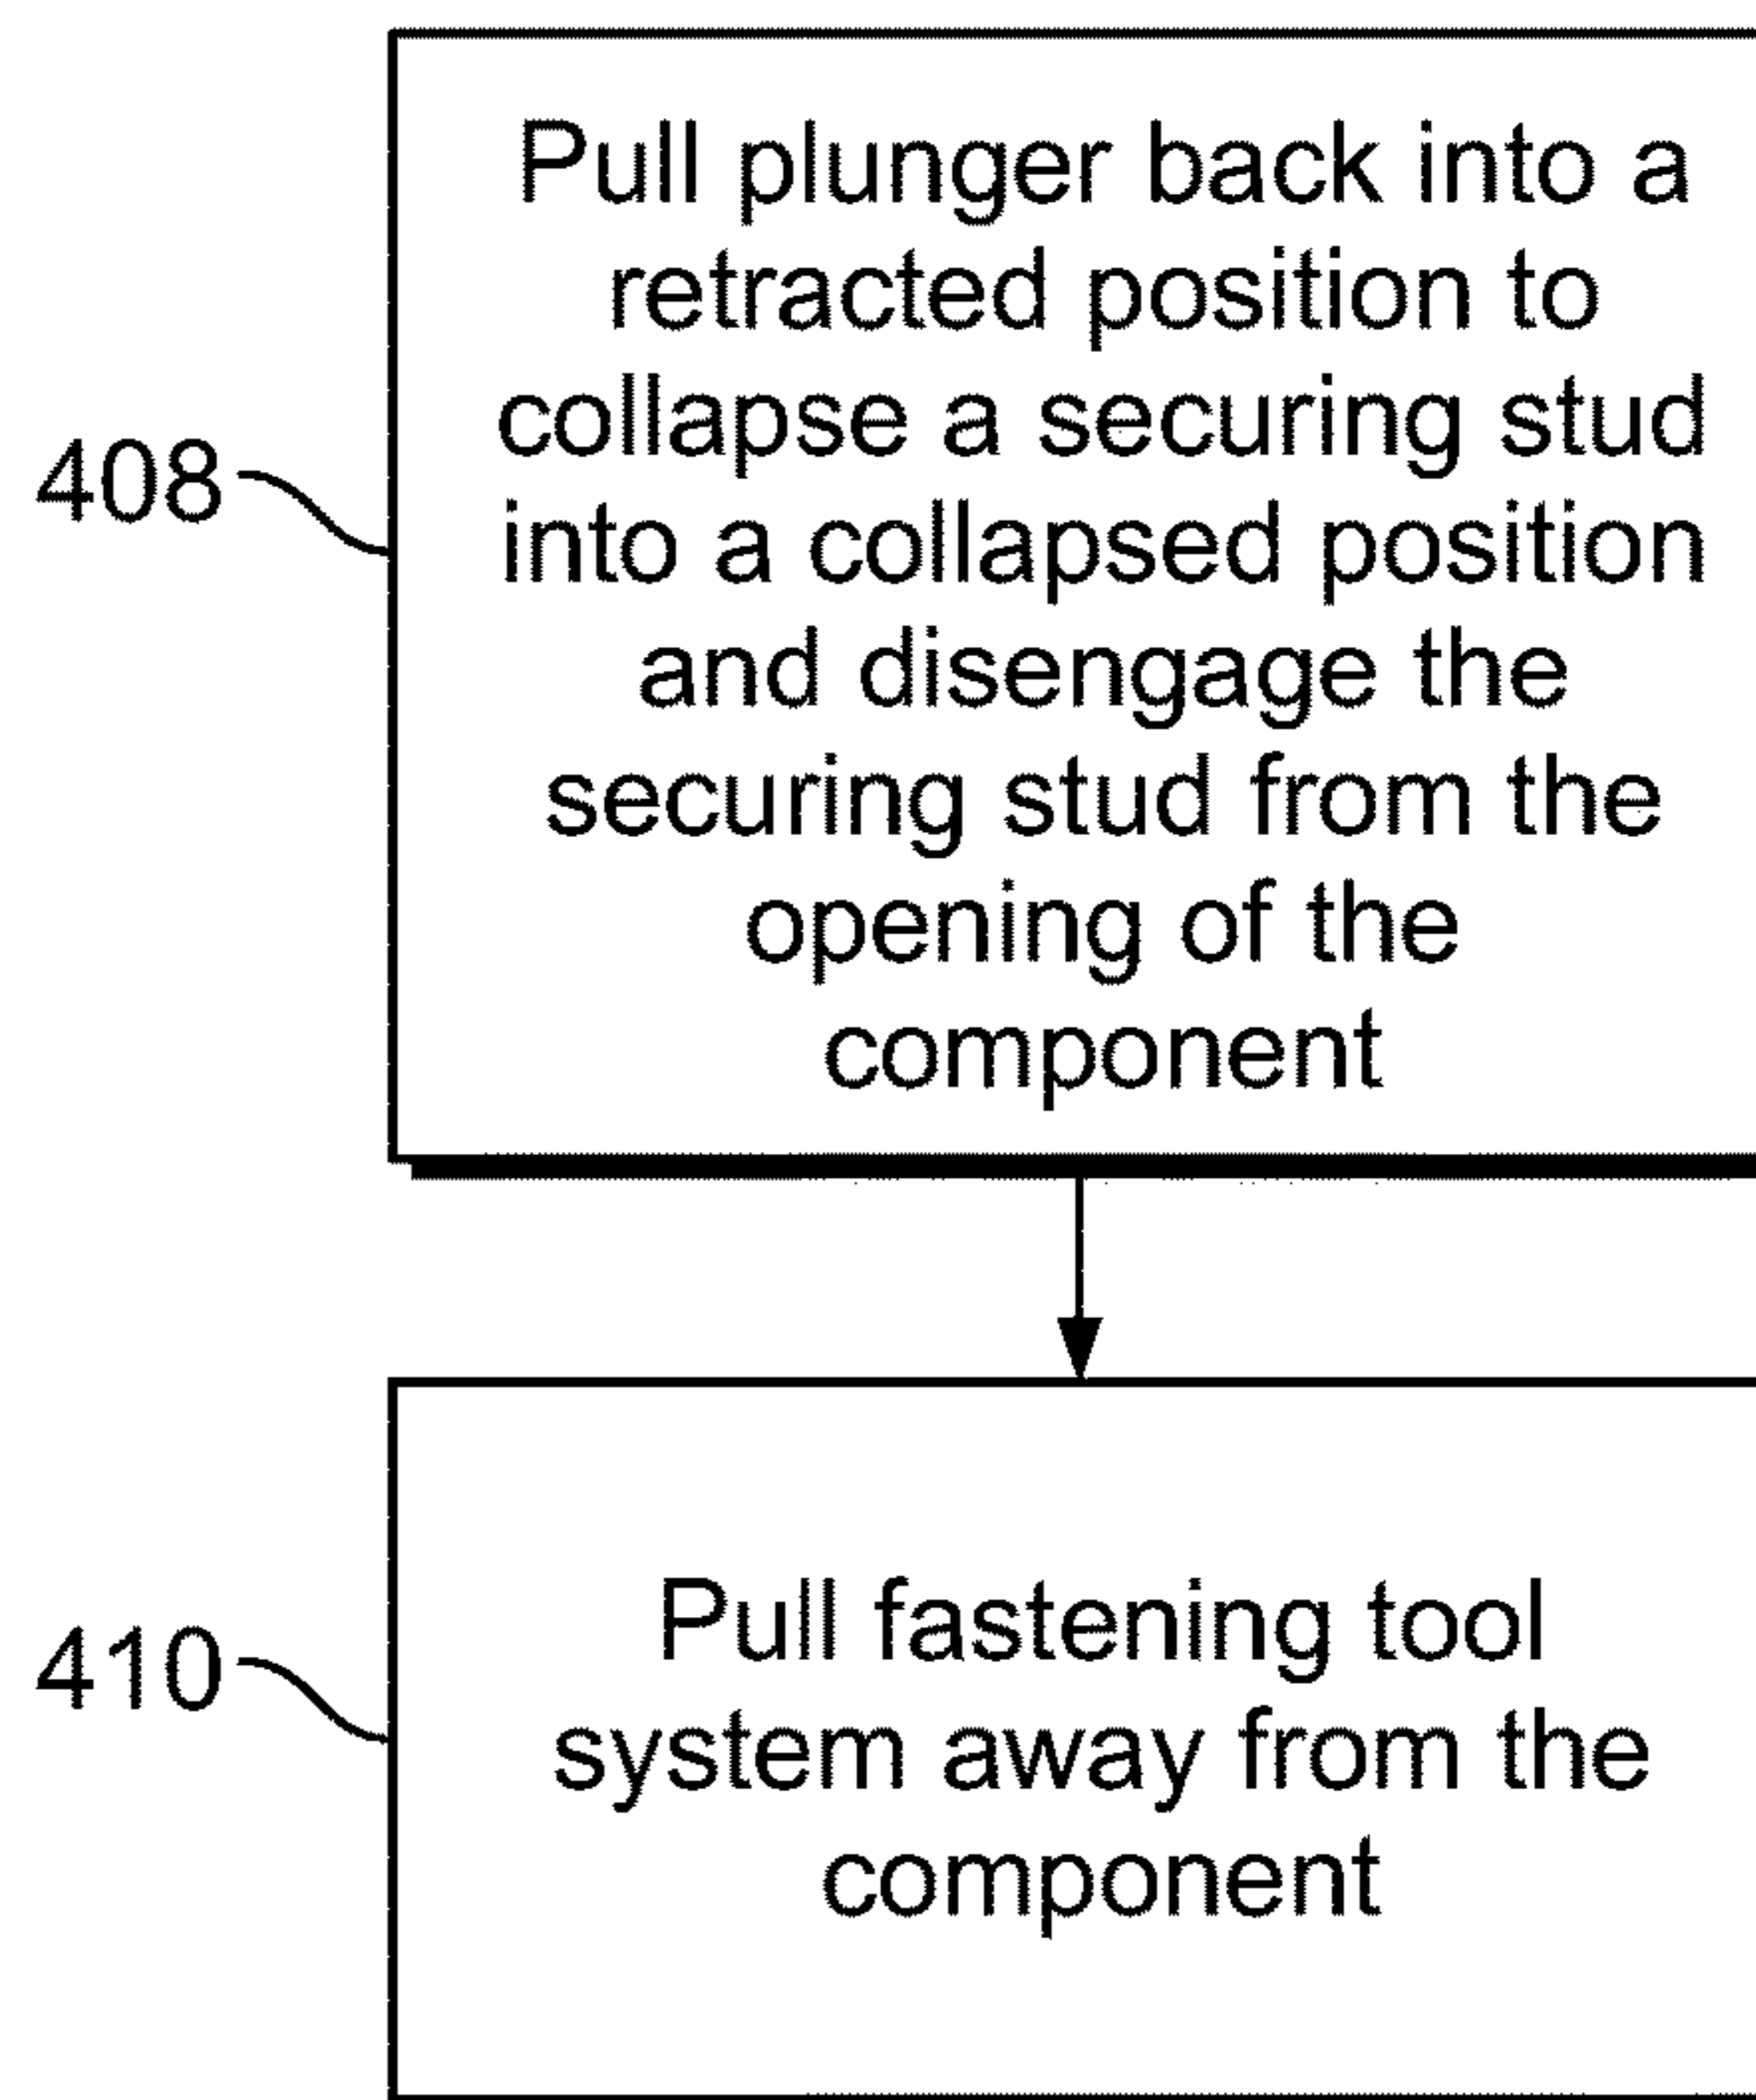 Pull plunger back into a
retracted position to
collapse a securing stud
408
into a collapsed position
and disengage the
securing stud from the
opening of the
component
Pull fastening tool
410
system away from the
component